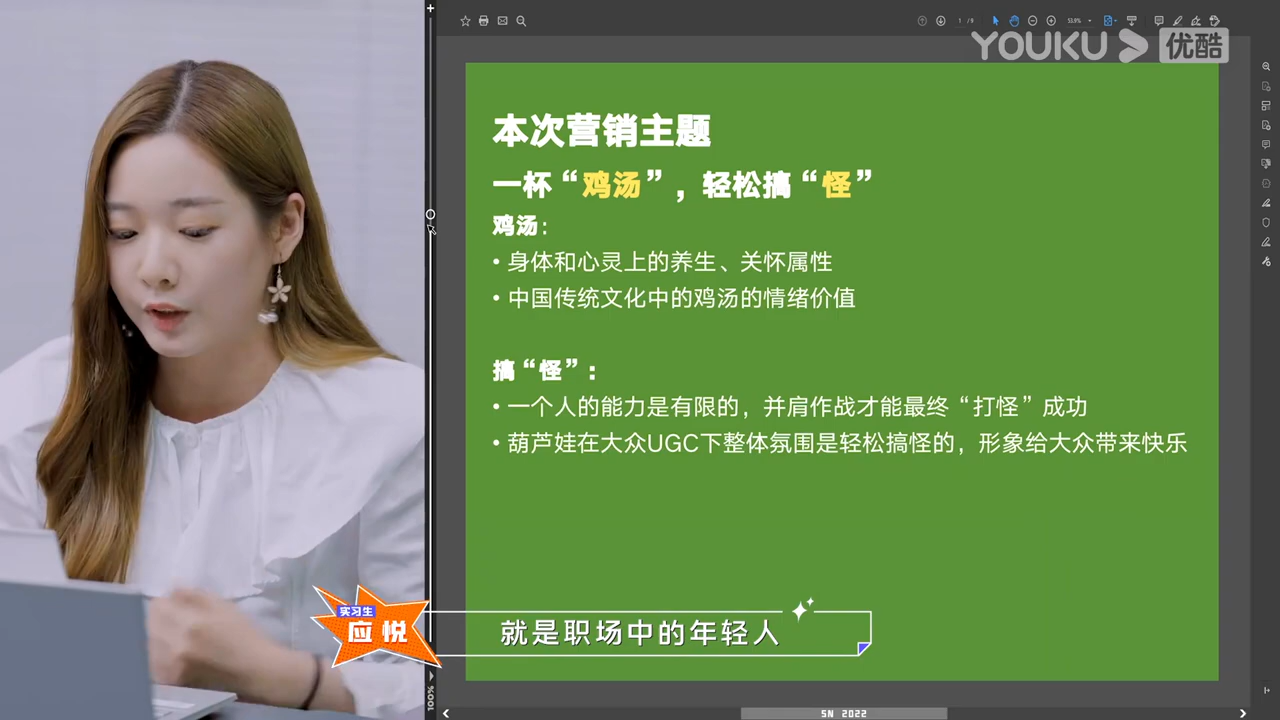 1 / 8
53.9%
YOUKU 优酷
本次营销主题
一杯“鸡汤”，轻松搞“怪”
鸡汤：
• 身体和心灵上的养生、关怀属性
• 中国传统文化中的鸡汤的情绪价值
搞“怪”：
• 一个人的能力是有限的，并肩作战才能最终“打怪”成功
• 葫芦娃在大众UGC下整体氛围是轻松搞怪的，形象给大众带来快乐
实习生
应悦
就是职场中的年轻人
100%
SN 2022